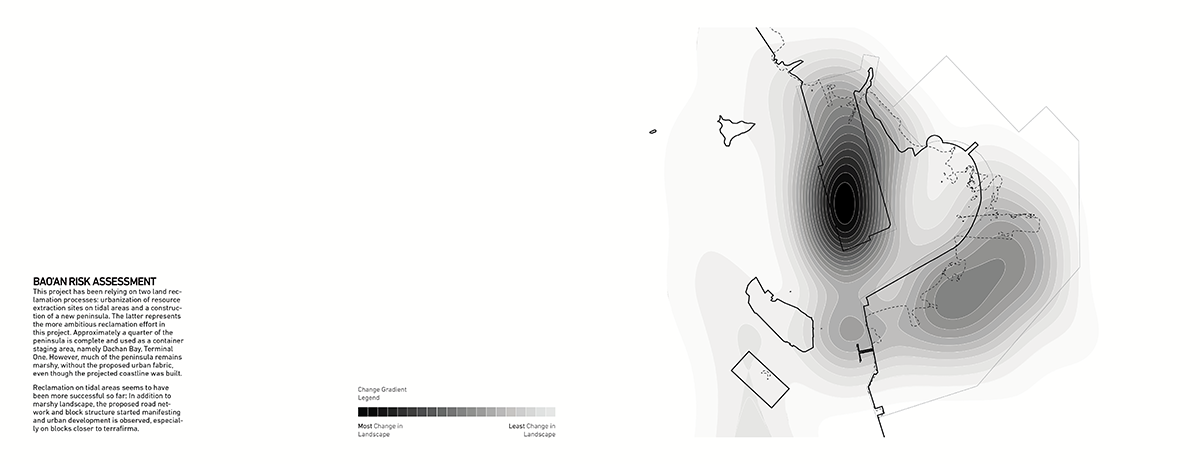 BAO'AN RISK ASSESSMENT
This project has been relying on two land rec-
lamation processes: urbanization of resource
extraction sites on tidal areas and a construc-
tion of a new peninsula. The latter represents
the more ambitious reclamation effort in
this project. Approximately a quarter of the
peninsula is complete and used as a container
staging area, namely Dachan Bay, Terminal
One. However, much of the peninsula remains
marshy, without the proposed urban fabric,
even though the projected coastline was built.
Reclamation on tidal areas seems to have
been more successful so far: In addition to
marshy landscape, the proposed road net-
work and block structure started manifesting
and urban development is observed, especial-
ly on blocks closer to terrafirma.
Change Gradient
Legend
Most Change in
Landscape
Least Change in
Landscape